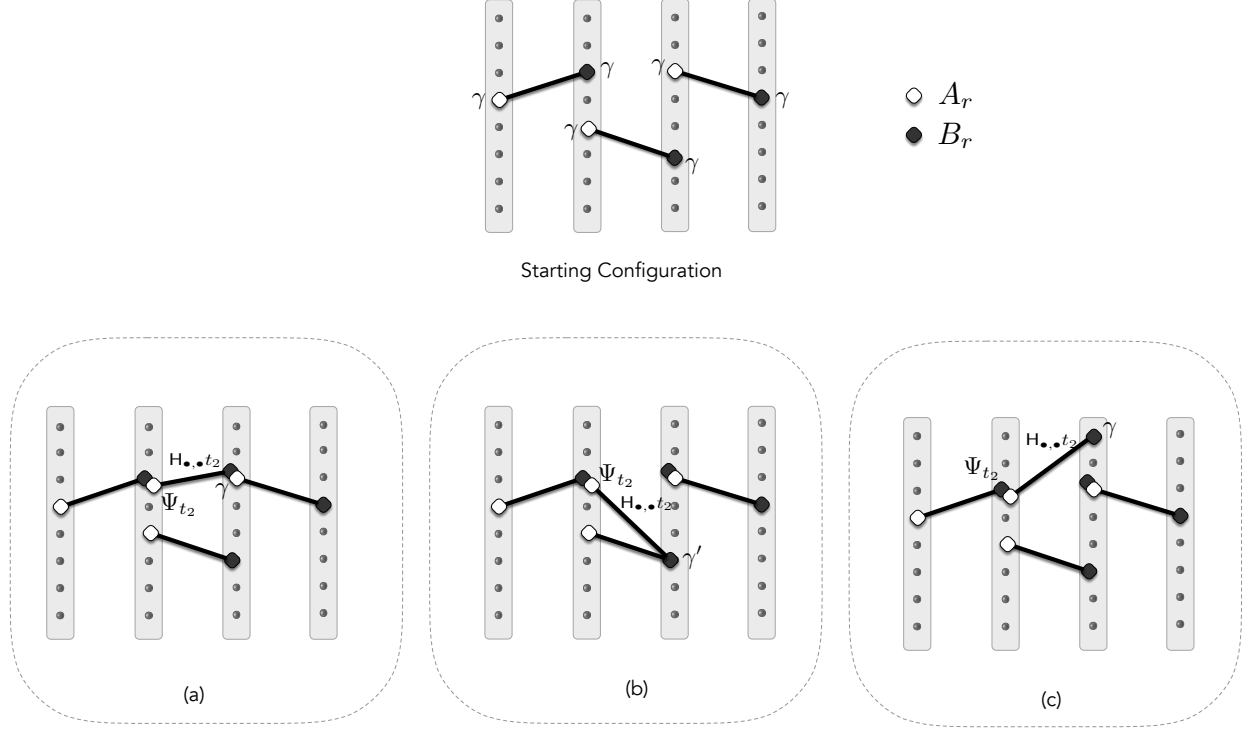 γ γ γ γ γ γ
A_r
B_r
Starting Configuration
H_{•,•}t_2
γ
Ψ_{t_2}
(a)
Ψ_{t_2}
H_{•,•}t_2
γ′
(b)
γ
H_{•,•}t_2
Ψ_{t_2}
(c)